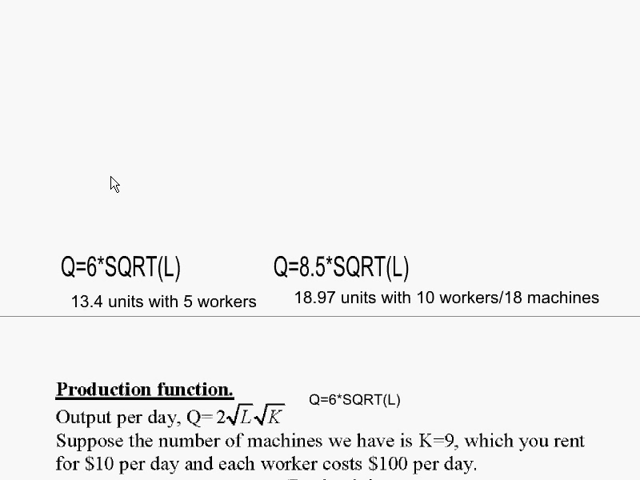 Q=6*SQRT(L) Q=8.5*SQRT(L)
13.4 units with 5 workers 18.97 units with 10 workers/18 machines
Production function.
Q=6*SQRT(L)
Output per day, Q=2√L√K
Suppose the number of machines we have is K=9, which you rent
for $10 per day and each worker costs $100 per day.